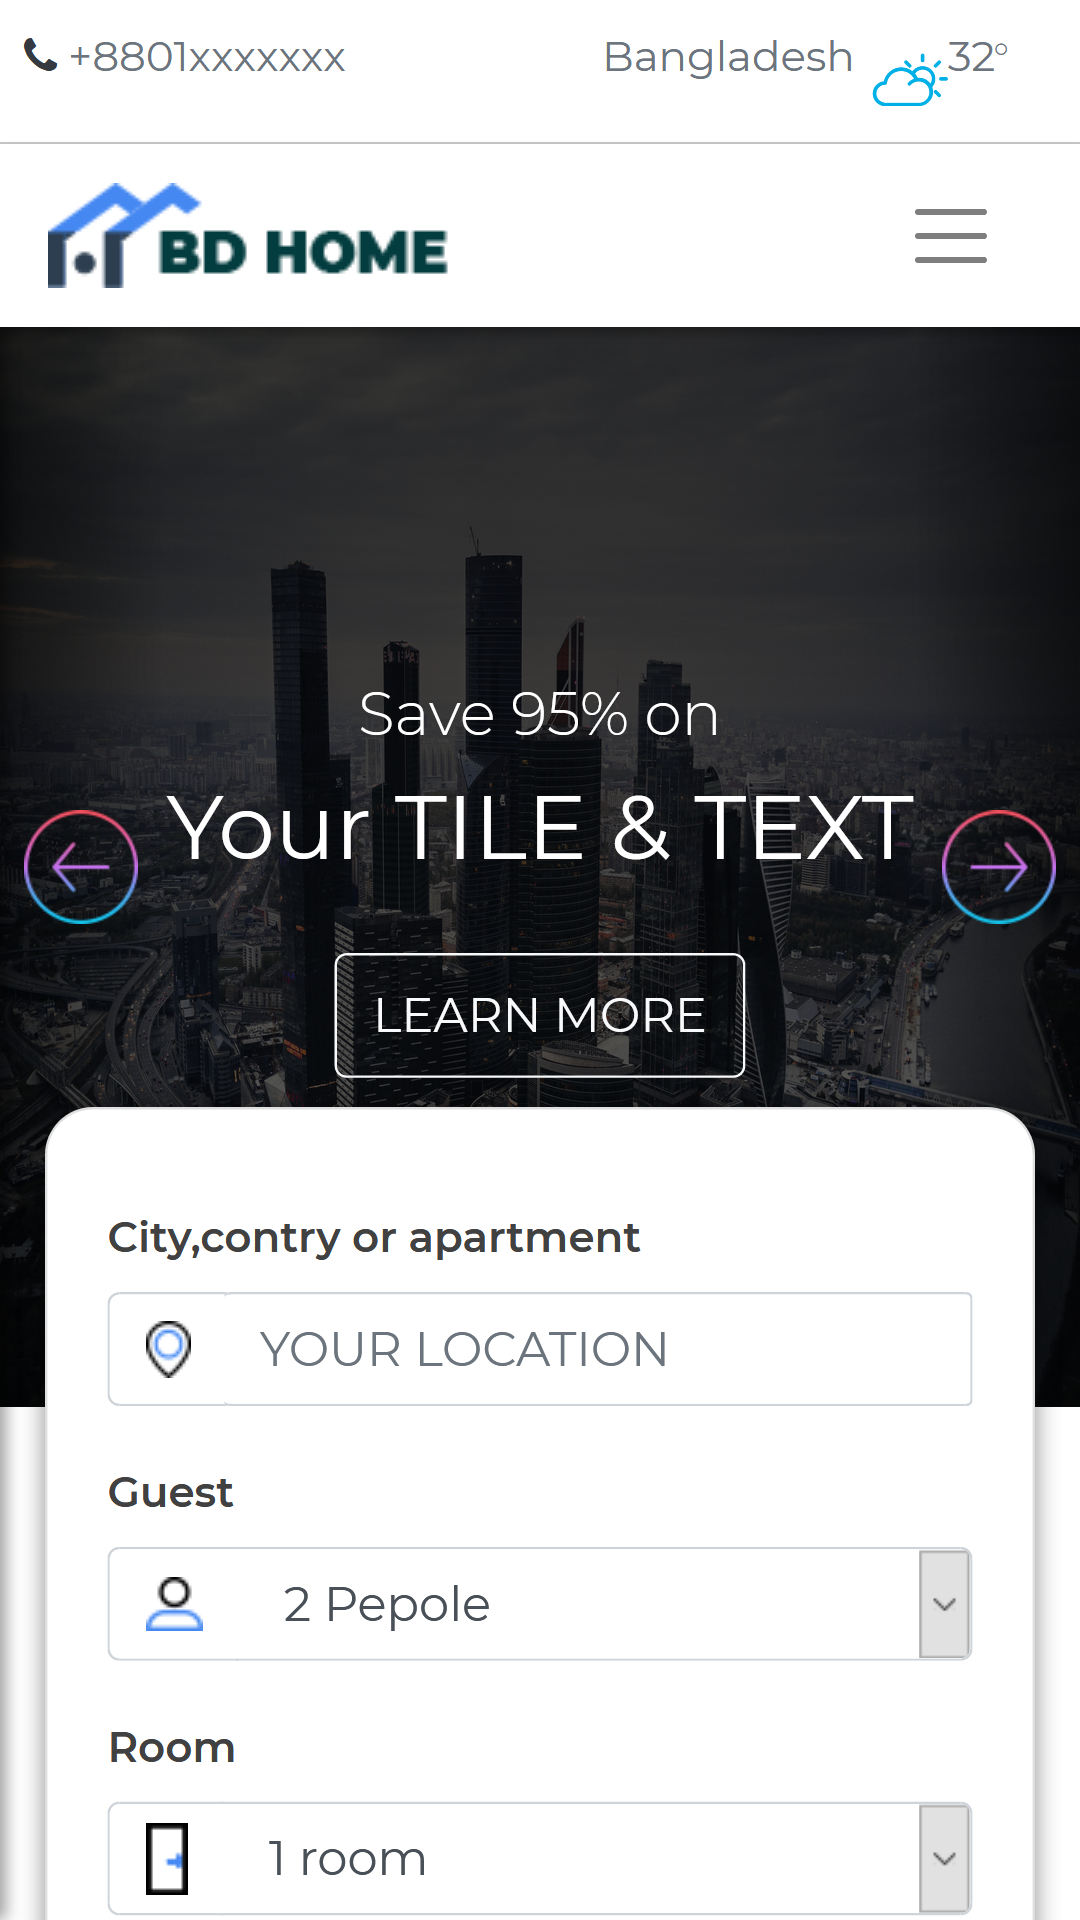 +8801xxxxxxx
Bangladesh 32°
BD HOME
Save 95% on
Your TILE & TEXT
LEARN MORE
City,contry or apartment
YOUR LOCATION
Guest
2 Pepole
Room
1 room